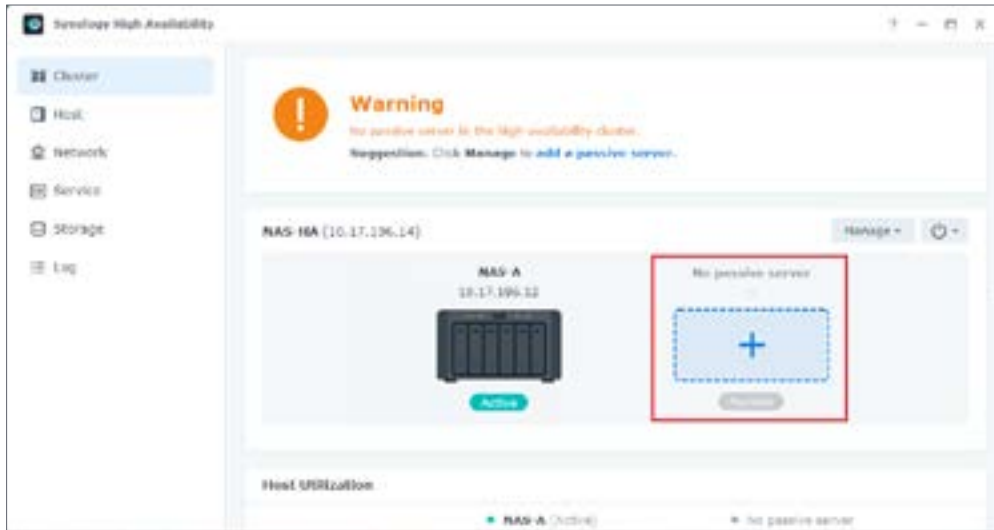 Synology High Availability
?
Cluster
Host
Network
Service
Storage
Log
Warning
No passive server in the high-availability cluster.
Suggestion: Click Manage to add a passive server.
NAS-HA (10.17.196.14)
Manage
NAS-A
10.17.196.12
Active
No passive server
Passive
Host Utilization
NAS-A (Active)
No passive server